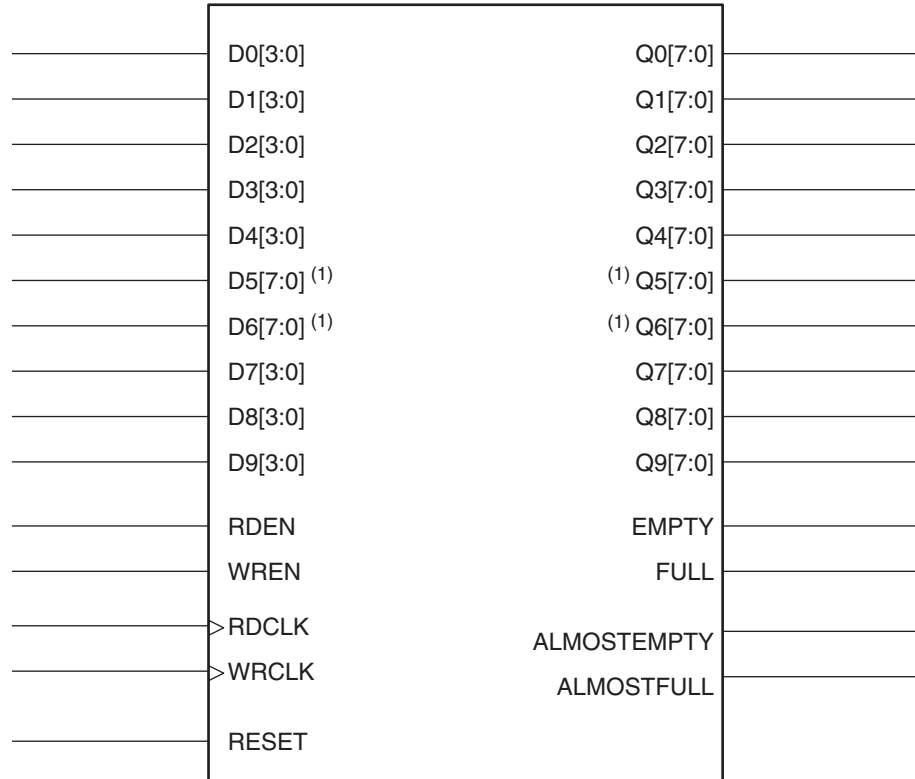 D0[3:0] Q0[7:0]
D1[3:0] Q1[7:0]
D2[3:0] Q2[7:0]
D3[3:0] Q3[7:0]
D4[3:0] Q4[7:0]
D5[7:0] (1) (1) Q5[7:0]
D6[7:0] (1) (1) Q6[7:0]
D7[3:0] Q7[7:0]
D8[3:0] Q8[7:0]
D9[3:0] Q9[7:0]
RDEN EMPTY
WREN FULL
RDCLK
ALMOSTEMPTY
WRCLK
ALMOSTFULL
RESET